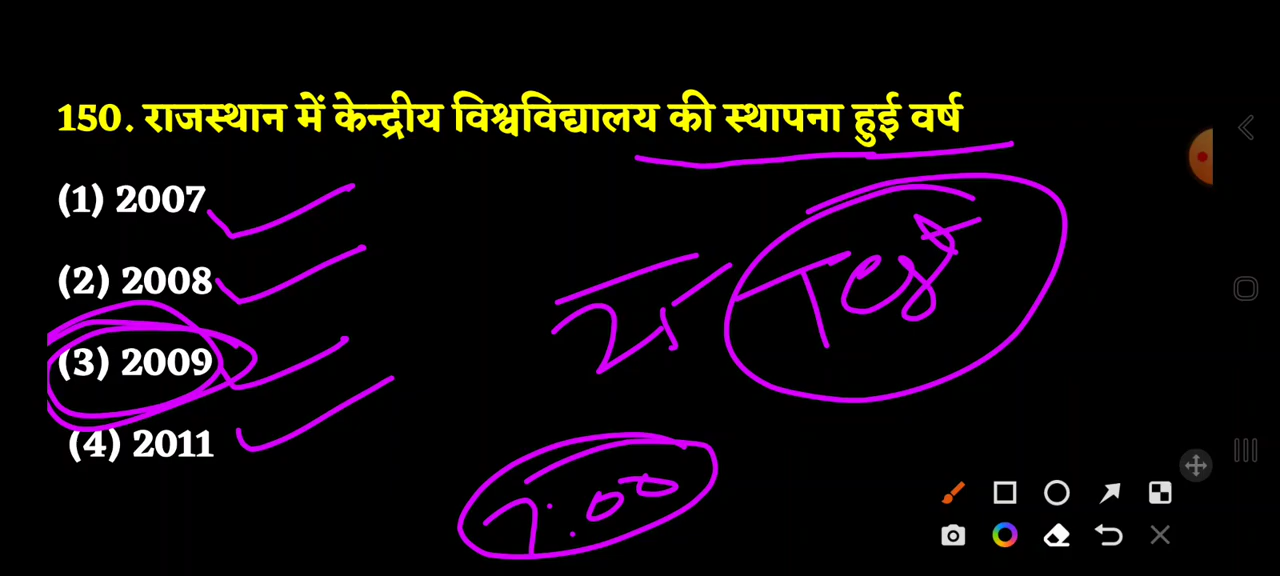 150. राजस्थान में केन्द्रीय विश्वविद्यालय की स्थापना हुई वर्ष
(1) 2007
(2) 2008
(3) 2009
(4) 2011
Test
7:00